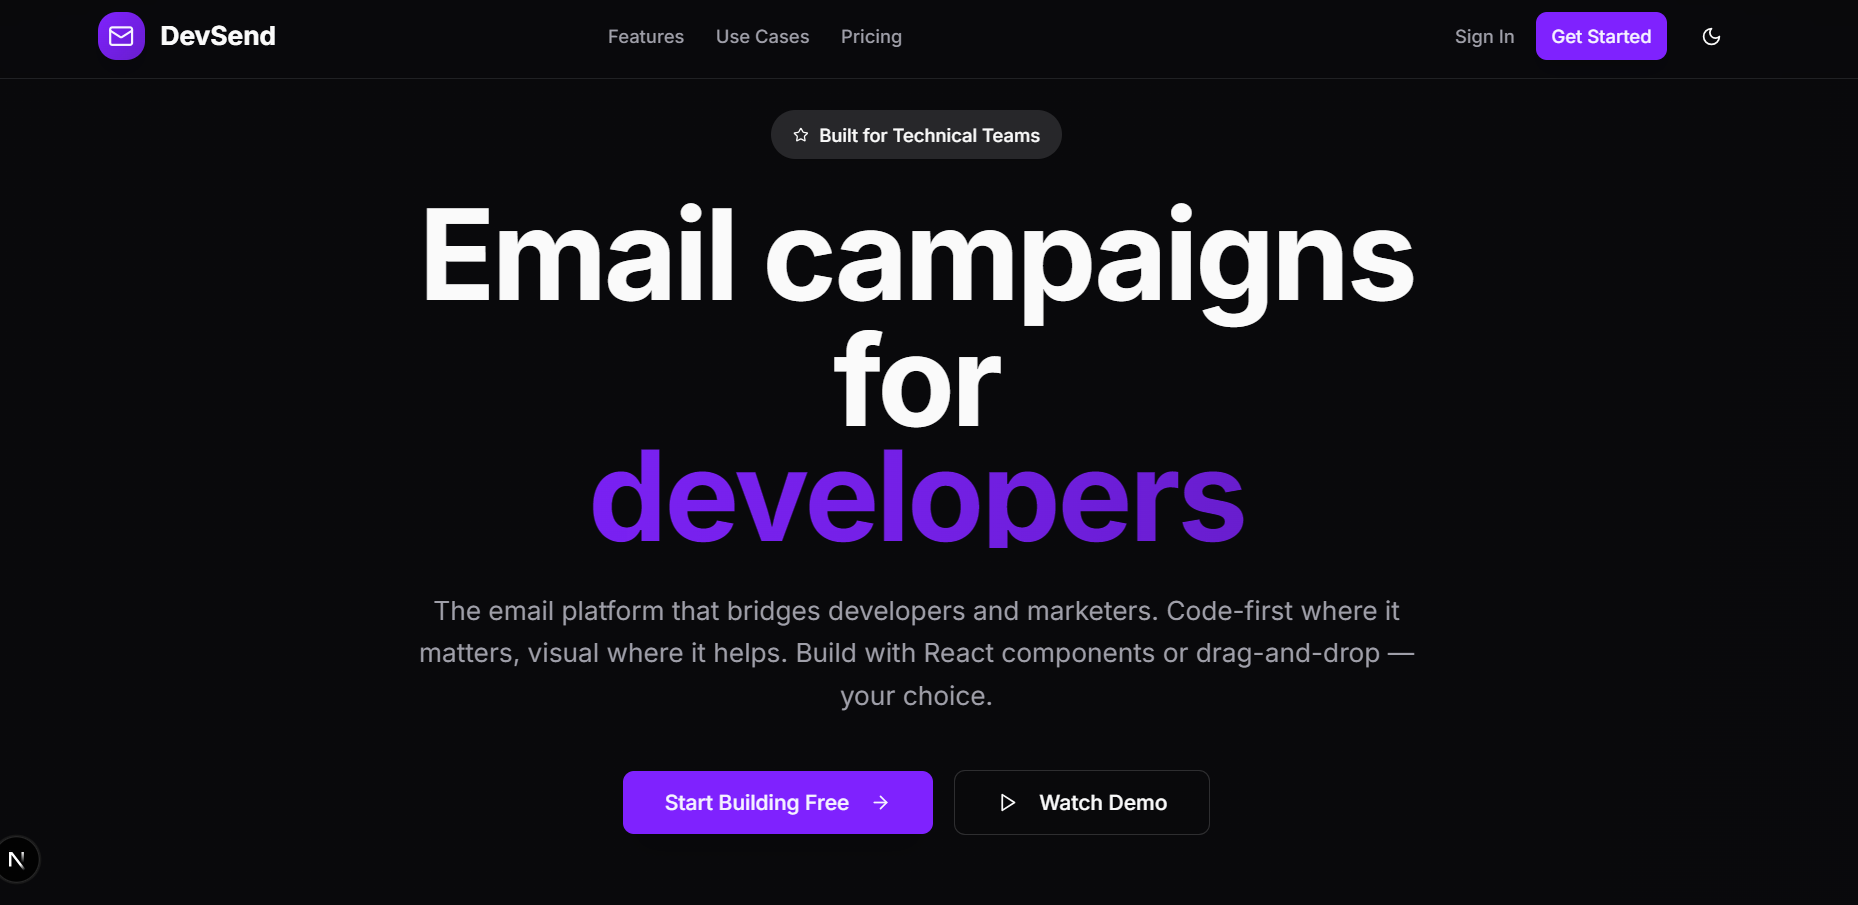 DevSend
Features
Use Cases
Pricing
Sign In
Get Started
Built for Technical Teams
Email campaigns
for
developers
The email platform that bridges developers and marketers. Code-first where it
matters, visual where it helps. Build with React components or drag-and-drop —
your choice.
Start Building Free
Watch Demo
N